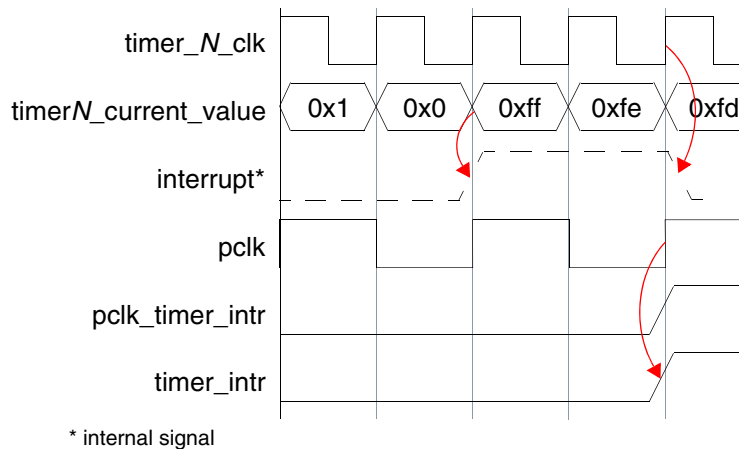 timer_N_clk
timerN_current_value 0x1 0x0 0xff 0xfe 0xfd
interrupt*
pclk
pclk_timer_intr
timer_intr
* internal signal